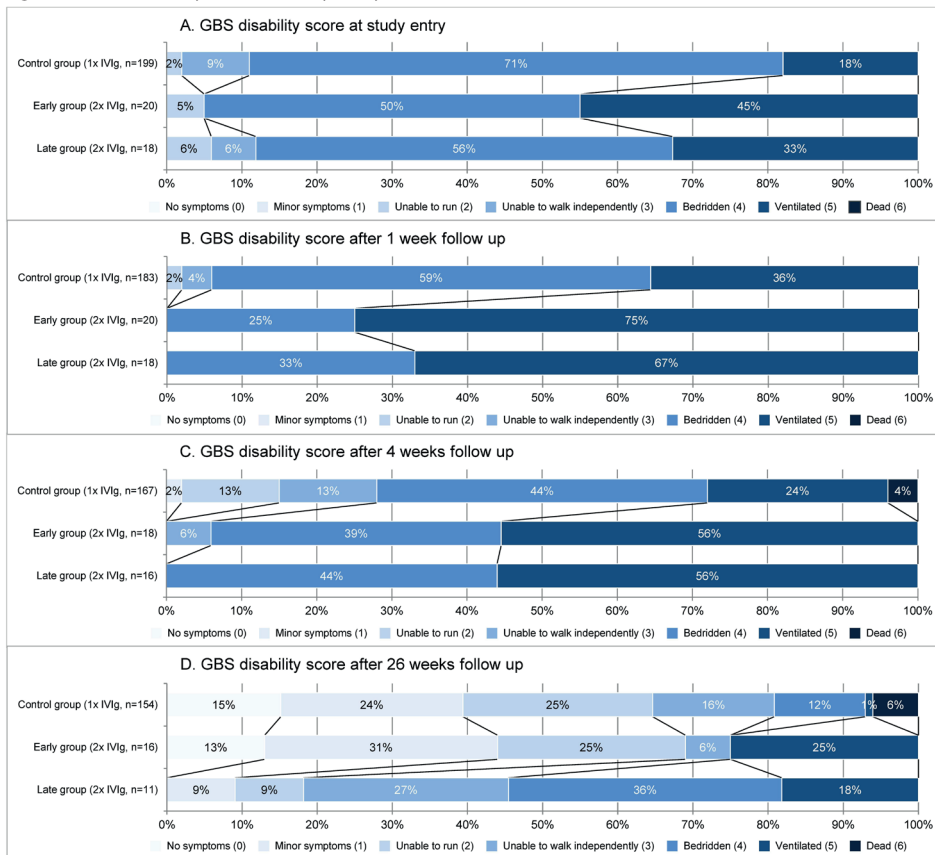 A. GBS disability score at study entry
Control group (1x IVIg, n=199) 2% 9% 71% 18%
Early group (2x IVIg, n=20) 5% 50% 45%
Late group (2x IVIg, n=18) 6% 6% 56% 33%
0% 10% 20% 30% 40% 50% 60% 70% 80% 90% 100%
No symptoms (0) Minor symptoms (1) Unable to run (2) Unable to walk independently (3) Bedridden (4) Ventilated (5) Dead (6)
B. GBS disability score after 1 week follow up
Control group (1x IVIg, n=183) 2% 4% 59% 36%
Early group (2x IVIg, n=20) 25% 75%
Late group (2x IVIg, n=18) 33% 67%
0% 10% 20% 30% 40% 50% 60% 70% 80% 90% 100%
No symptoms (0) Minor symptoms (1) Unable to run (2) Unable to walk independently (3) Bedridden (4) Ventilated (5) Dead (6)
C. GBS disability score after 4 weeks follow up
Control group (1x IVIg, n=167) 2% 13% 13% 44% 24% 4%
Early group (2x IVIg, n=18) 6% 39% 56%
Late group (2x IVIg, n=16) 44% 56%
0% 10% 20% 30% 40% 50% 60% 70% 80% 90% 100%
No symptoms (0) Minor symptoms (1) Unable to run (2) Unable to walk independently (3) Bedridden (4) Ventilated (5) Dead (6)
D. GBS disability score after 26 weeks follow up
Control group (1x IVIg, n=154) 15% 24% 25% 16% 12% 1% 6%
Early group (2x IVIg, n=16) 13% 31% 25% 6% 25%
Late group (2x IVIg, n=11) 9% 9% 27% 36% 18%
0% 10% 20% 30% 40% 50% 60% 70% 80% 90% 100%
No symptoms (0) Minor symptoms (1) Unable to run (2) Unable to walk independently (3) Bedridden (4) Ventilated (5) Dead (6)